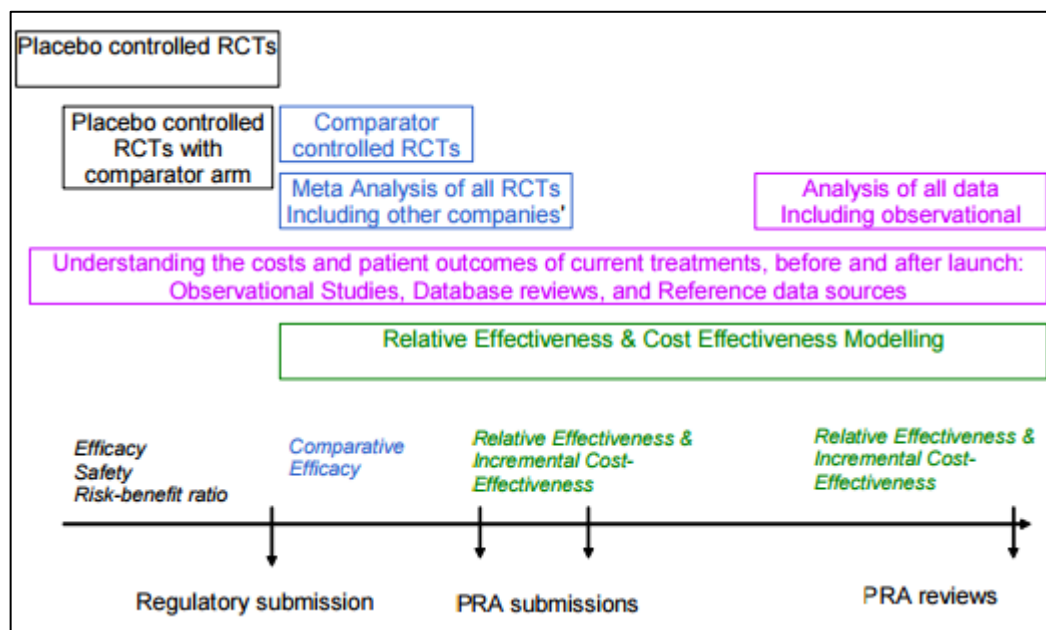 Placebo controlled RCTs
Placebo controlled
RCTs with
comparator arm
Comparator
controlled RCTs
Meta Analysis of all RCTs
Including other companies'
Analysis of all data
Including observational
Understanding the costs and patient outcomes of current treatments, before and after launch:
Observational Studies, Database reviews, and Reference data sources
Relative Effectiveness & Cost Effectiveness Modelling
Efficacy
Safety
Risk-benefit ratio
Comparative
Efficacy
Relative Effectiveness &
Incremental Cost-
Effectiveness
Relative Effectiveness &
Incremental Cost-
Effectiveness
Regulatory submission
PRA submissions
PRA reviews